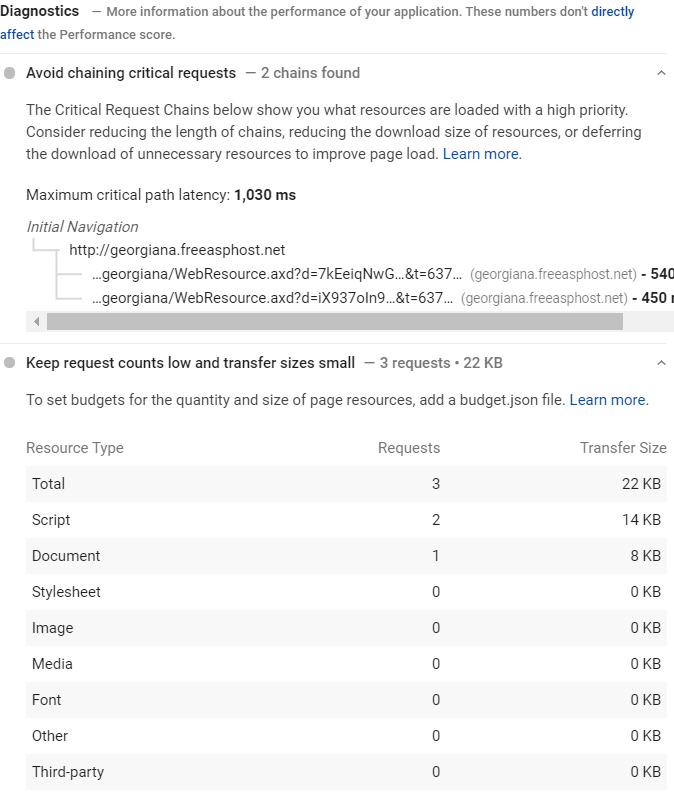 Diagnostics — More information about the performance of your application. These numbers don't directly
affect the Performance score.
Avoid chaining critical requests — 2 chains found
The Critical Request Chains below show you what resources are loaded with a high priority.
Consider reducing the length of chains, reducing the download size of resources, or deferring
the download of unnecessary resources to improve page load. Learn more.
Maximum critical path latency: 1,030 ms
Initial Navigation
http://georgiana.freeasphost.net
…georgiana/WebResource.axd?d=7kEeiqNwG…&t=637… (georgiana.freeasphost.net) - 540
…georgiana/WebResource.axd?d=iX937oIn9…&t=637… (georgiana.freeasphost.net) - 450
Keep request counts low and transfer sizes small — 3 requests • 22 KB
To set budgets for the quantity and size of page resources, add a budget.json file. Learn more.
Resource Type Requests Transfer Size
Total 3 22 KB
Script 2 14 KB
Document 1 8 KB
Stylesheet 0 0 KB
Image 0 0 KB
Media 0 0 KB
Font 0 0 KB
Other 0 0 KB
Third-party 0 0 KB